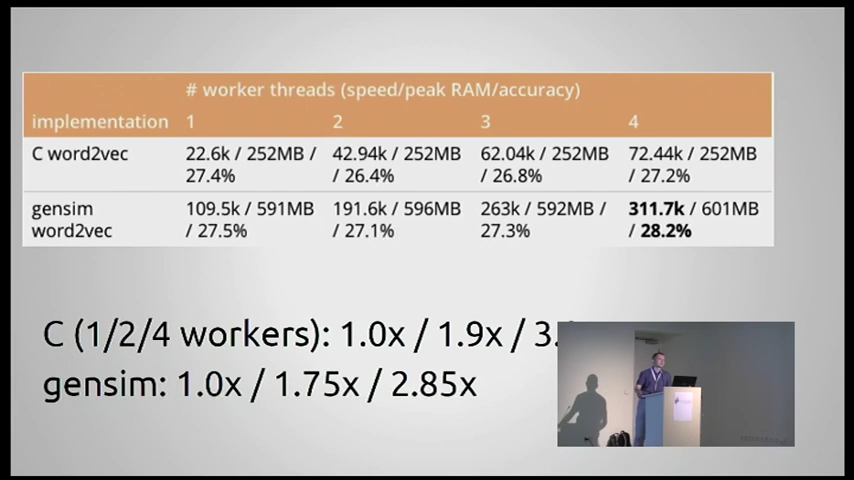 # worker threads (speed/peak RAM/accuracy)
implementation 1 2 3 4
C word2vec 22.6k / 252MB / 27.4% 42.94k / 252MB / 26.4% 62.04k / 252MB / 26.8% 72.44k / 252MB / 27.2%
gensim word2vec 109.5k / 591MB / 27.5% 191.6k / 596MB / 27.1% 263k / 592MB / 27.3% 311.7k / 601MB / 28.2%
C (1/2/4 workers): 1.0x / 1.9x / 3.
gensim: 1.0x / 1.75x / 2.85x